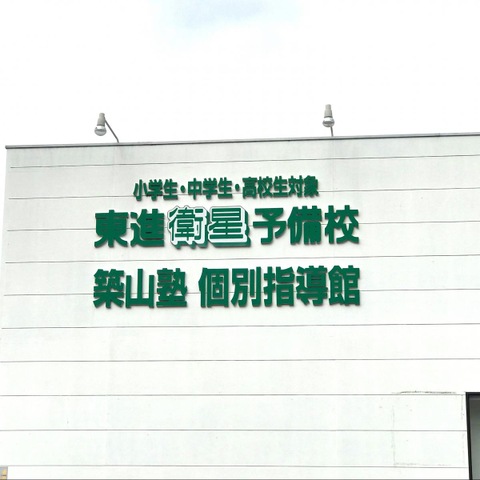 小学生・中学生・高校生対象
東進衛星予備校
築山塾 個別指導館